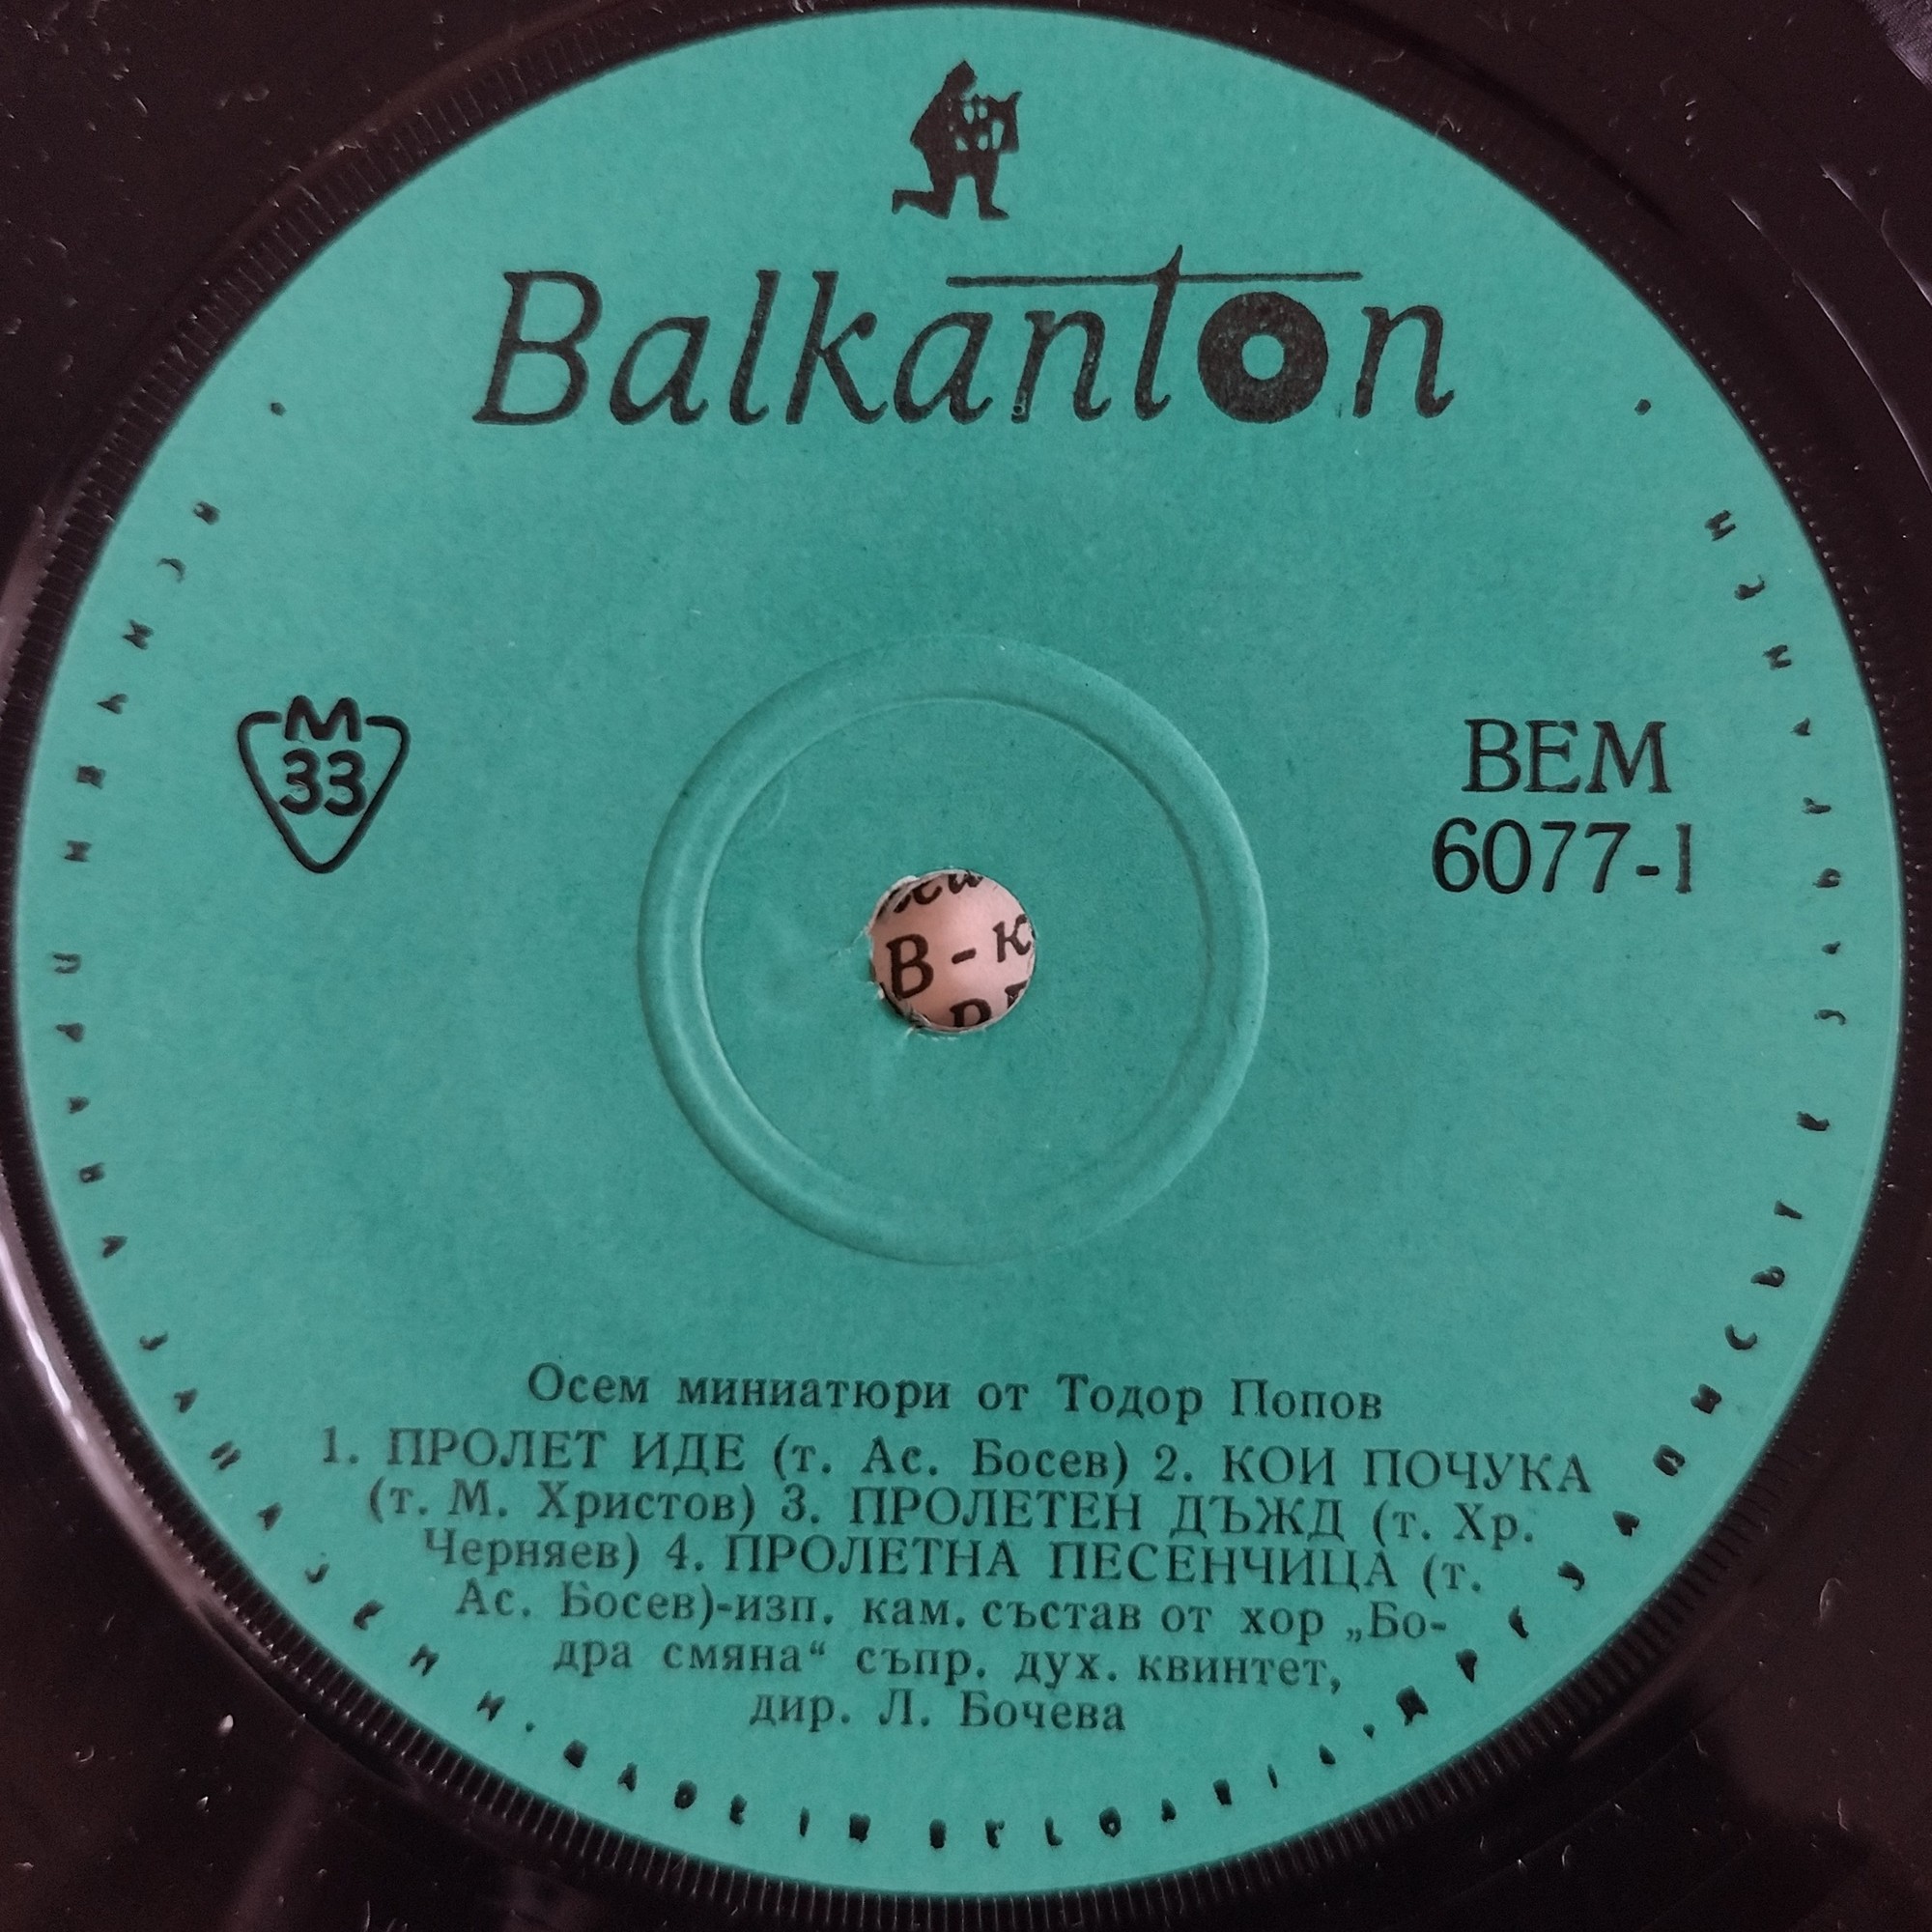 Balkanton
M
33
ВЕМ
6077-1
В-к
Осем миниатюри от Тодор Попов
1. ПРОЛЕТ ИДЕ (т. Ас. Босев) 2. КОИ ПОЧУКА
(т. М. Христов) 3. ПРОЛЕТЕН ДЪЖД (т. Хр.
Черняев) 4. ПРОЛЕТНА ПЕСЕНЧИЦА (т.
Ас. Босев)-изп. кам. състав от хор „Бо-
дра смяна“ съпр. дух. квинтет,
дир. Л. Бочева
MADE IN BULGARIA